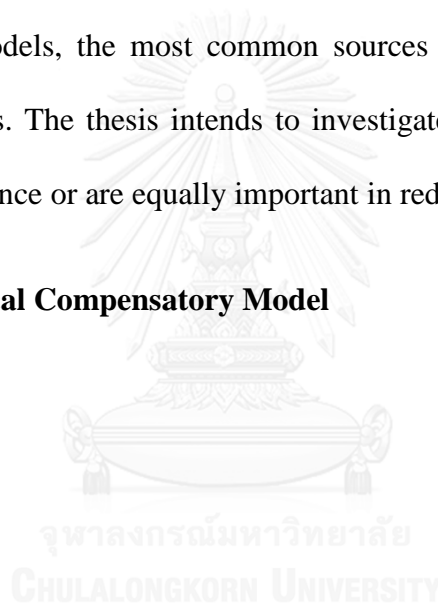 odels, the most common sources
s. The thesis intends to investigate
nce or are equally important in red
al Compensatory Model
จุฬาลงกรณ์มหาวิทยาลัย
CHULALONGKORN UNIVERSITY